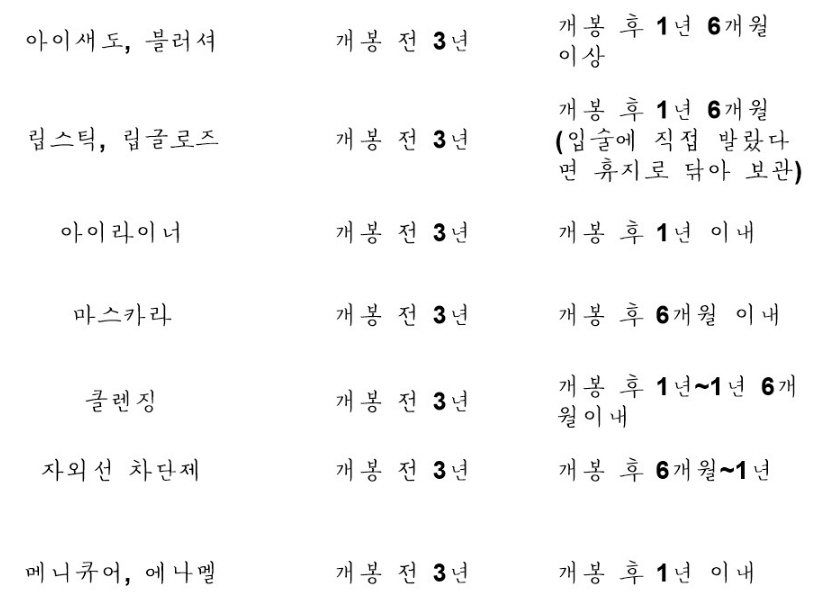 아이새도, 블러셔 개봉 전 3년 개봉 후 1년 6개월
이상
립스틱, 립글로즈 개봉 전 3년 개봉 후 1년 6개월
(입술에 직접 발랐다
면 휴지로 닦아 보관)
아이라이너 개봉 전 3년 개봉 후 1년 이내
마스카라 개봉 전 3년 개봉 후 6개월 이내
클렌징 개봉 전 3년 개봉 후 1년~1년 6개
월이내
자외선 차단제 개봉 전 3년 개봉 후 6개월~1년
메니큐어, 에나멜 개봉 전 3년 개봉 후 1년 이내